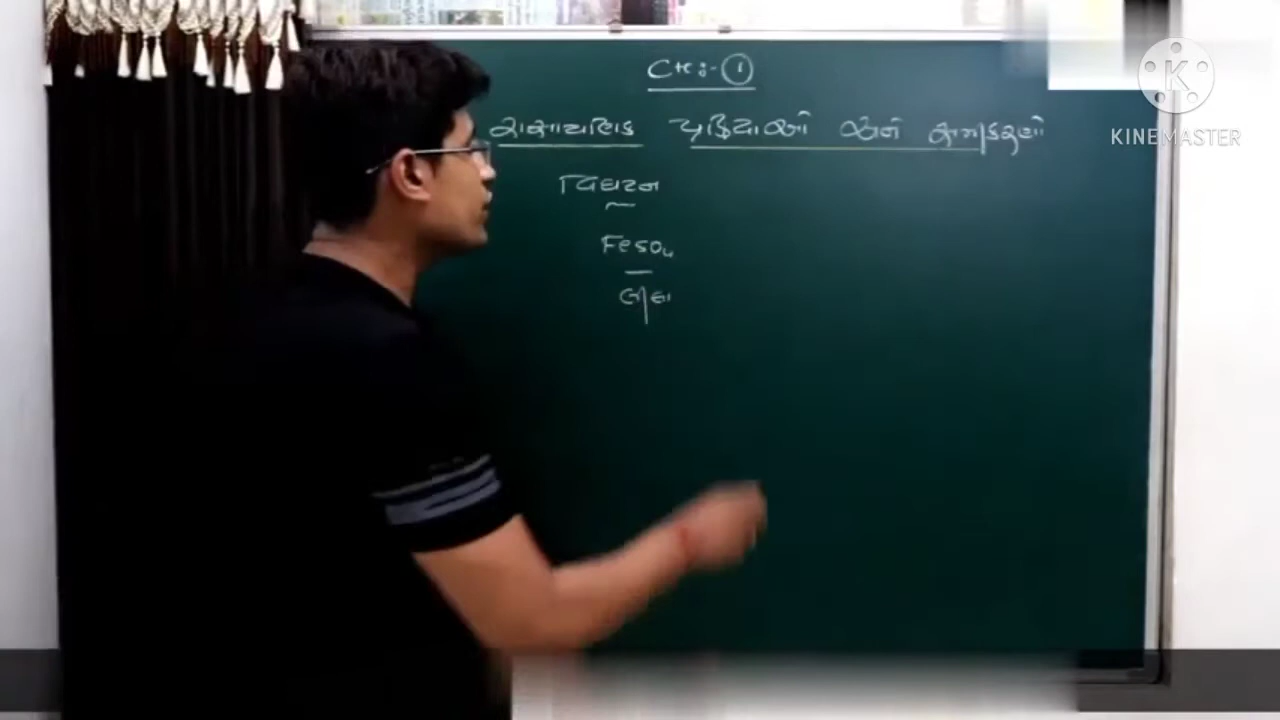 CH :- ①
રાસાયણિક પ્રક્રિયાઓ અને સમીકરણો
વિઘટન
FeSO₄
KINEMASTER